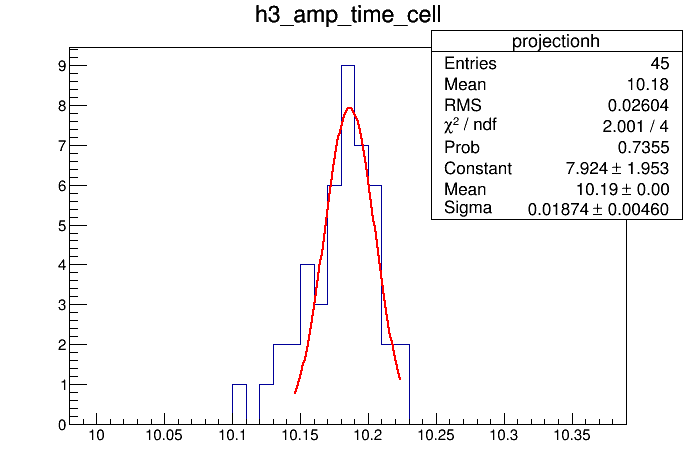 h3_amp_time_cell
projectionh
Entries 45
Mean 10.18
RMS 0.02604
χ² / ndf 2.001 / 4
Prob 0.7355
Constant 7.924 ± 1.953
Mean 10.19 ± 0.00
Sigma 0.01874 ± 0.00460
9
8
7
6
5
4
3
2
1
0
10 10.05 10.1 10.15 10.2 10.25 10.3 10.35